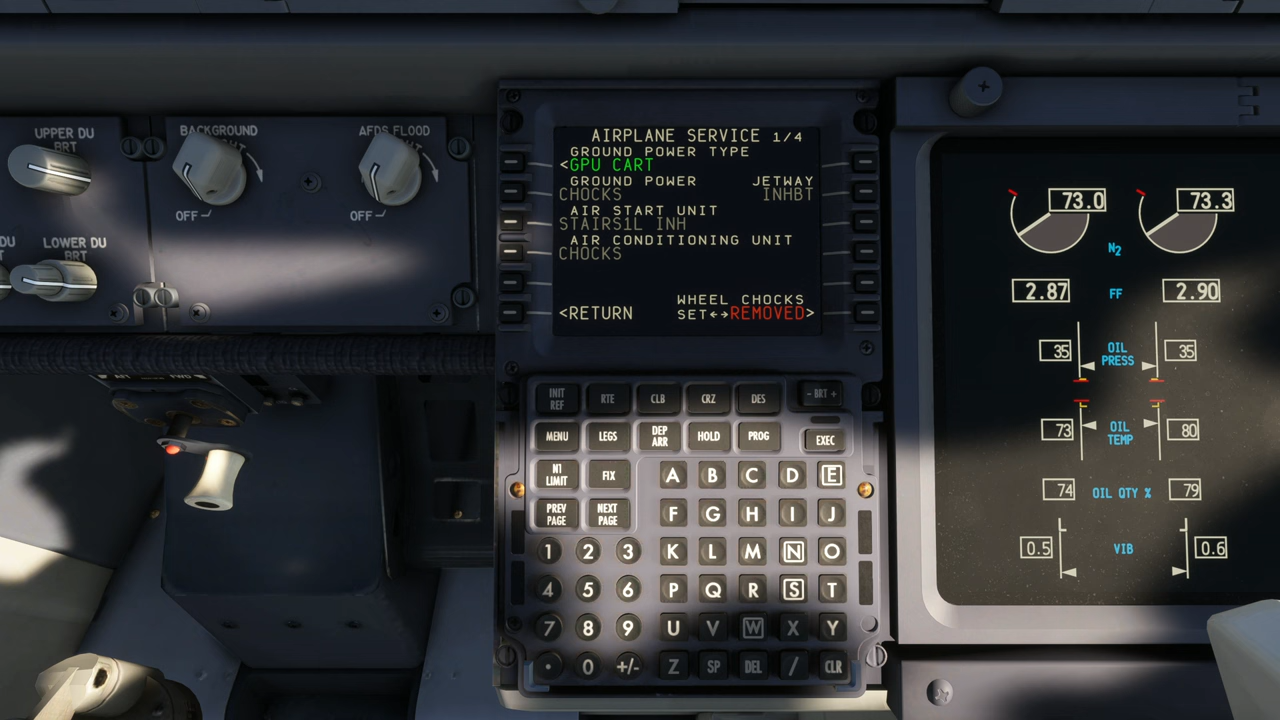 UPPER DU
BRT
BACKGROUND
OFF
AFDS FLOOD
OFF
LOWER DU
BRT
DU
AIRPLANE SERVICE 1/4
GROUND POWER TYPE
<GPU CART
GROUND POWER JETWAY
CHOCKS INHBT
AIR START UNIT
STAIRS1L INH
AIR CONDITIONING UNIT
CHOCKS
WHEEL CHOCKS
<RETURN SET↔REMOVED>
INIT REF RTE CLB CRZ DES - BRT +
MENU LEGS DEP ARR HOLD PROG EXEC
N1 LIMIT FIX A B C D E
PREV PAGE NEXT PAGE F G H I J
1 2 3 K L M N O
4 5 6 P Q R S T
7 8 9 U V W X Y
. 0 +/- Z SP DEL / CLR
73.0 73.3
N2
2.87 FF 2.90
35 OIL PRESS 35
73 OIL TEMP 80
74 OIL QTY % 79
0.5 VIB 0.6